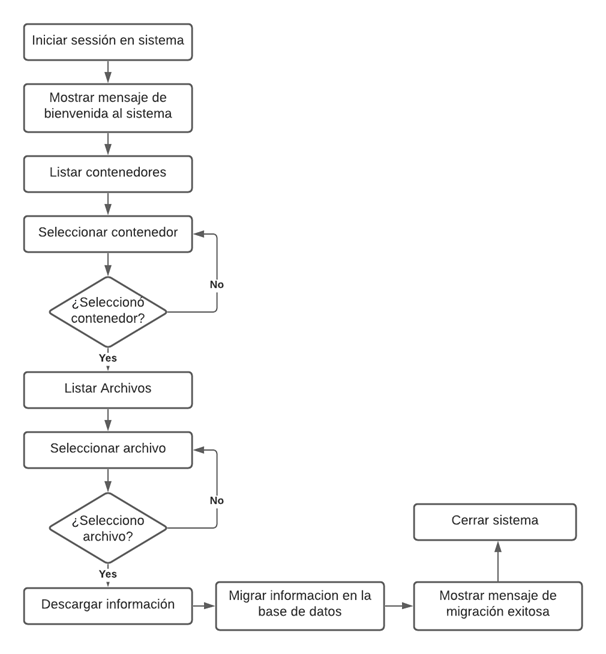 Iniciar sessión en sistema
Mostrar mensaje de
bienvenida al sistema
Listar contenedores
Seleccionar contenedor
No
¿Seleccionó
contenedor?
Yes
Listar Archivos
Seleccionar archivo
No
¿Selecciono
archivo?
Yes
Descargar información
Migrar informacion en la
base de datos
Mostrar mensaje de
migración exitosa
Cerrar sistema